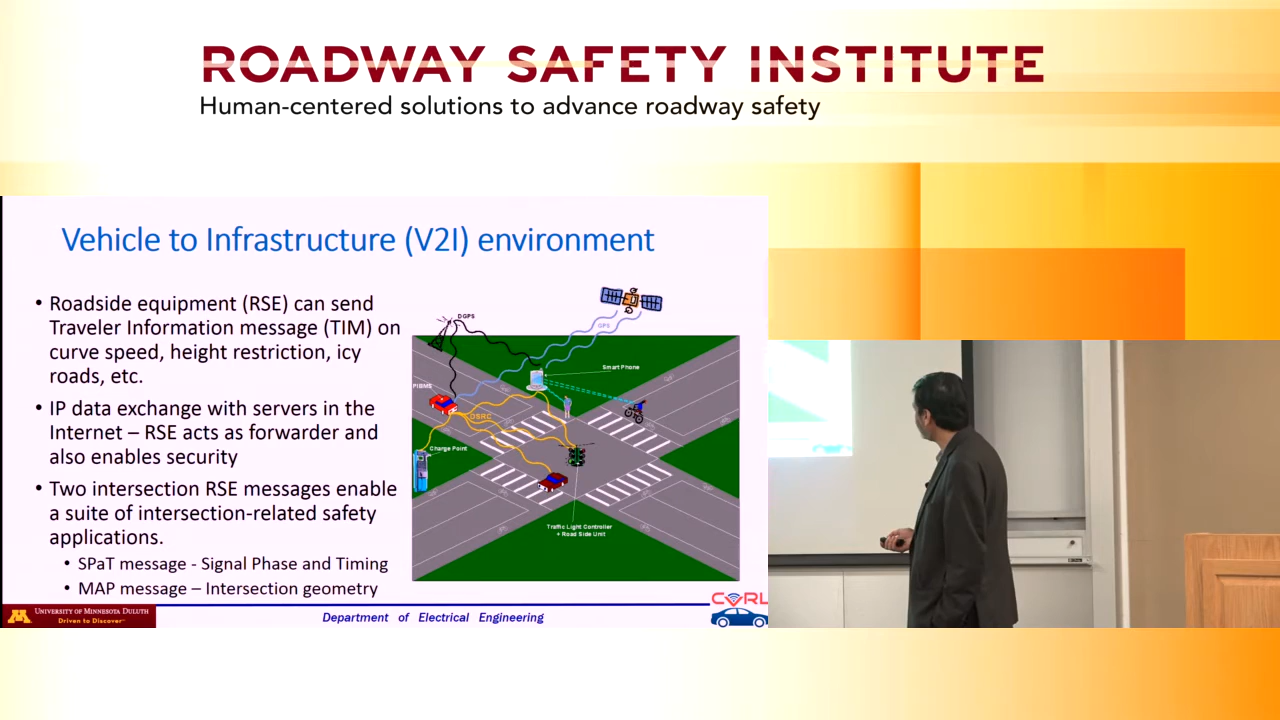 ROADWAY SAFETY INSTITUTE
Human-centered solutions to advance roadway safety
Vehicle to Infrastructure (V2I) environment
• Roadside equipment (RSE) can send
Traveler Information message (TIM) on
curve speed, height restriction, icy
roads, etc.
• IP data exchange with servers in the
Internet – RSE acts as forwarder and
also enables security
• Two intersection RSE messages enable
a suite of intersection-related safety
applications.
• SPaT message - Signal Phase and Timing
• MAP message – Intersection geometry
DGPS
GPS
Smart Phone
DSRC
Charge Point
Traffic Light Controller
+ Road Side Unit
UNIVERSITY OF MINNESOTA DULUTH
Driven to Discover
Department of Electrical Engineering